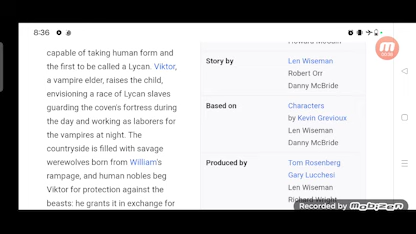 8:36
capable of taking human form and
the first to be called a Lycan. Viktor,
a vampire elder, raises the child,
envisioning a race of Lycan slaves
guarding the coven's fortress during
the day and working as laborers for
the vampires at night. The
countryside is filled with savage
werewolves born from William's
rampage, and human nobles beg
Viktor for protection against the
beasts: he grants it in exchange for
Story by
Len Wiseman
Robert Orr
Danny McBride
Based on
Characters
by Kevin Grevioux
Len Wiseman
Danny McBride
Produced by
Tom Rosenberg
Gary Lucchesi
Len Wiseman
Richard Wright
Recorded by Mobizen